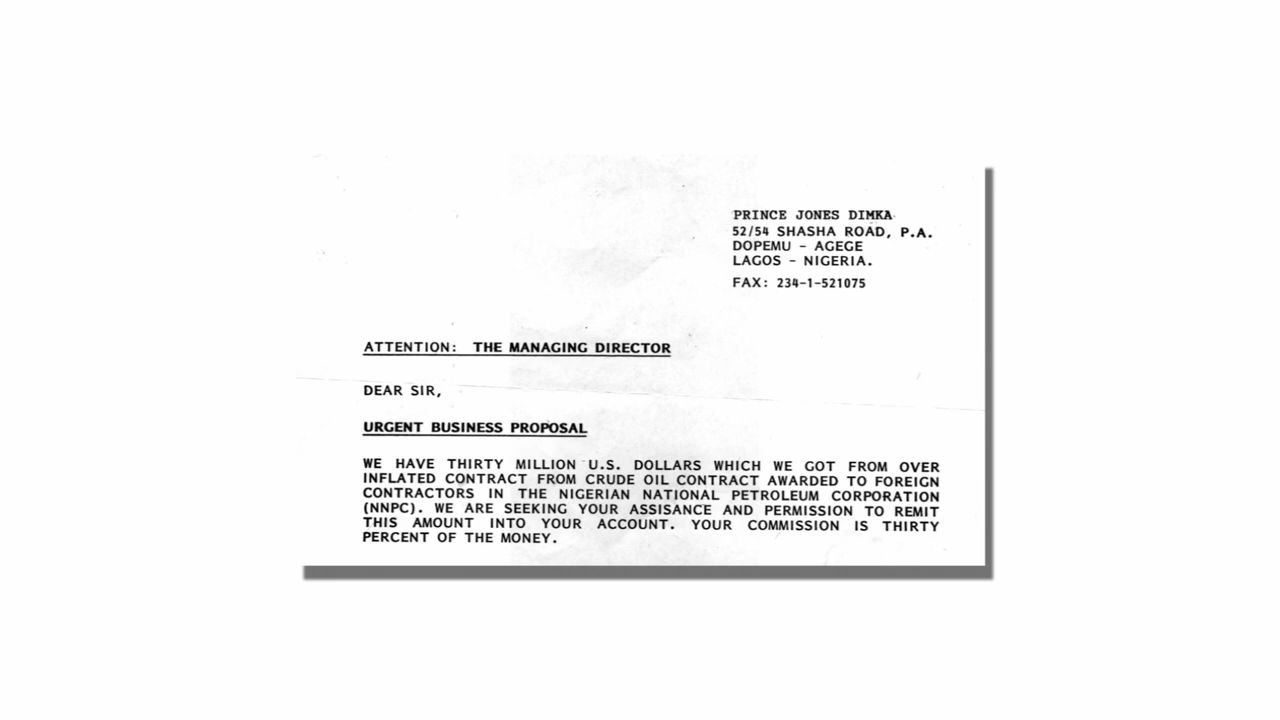 PRINCE JONES DIMKA
52/54 SHASHA ROAD, P.A.
DOPEMU - AGEGE
LAGOS - NIGERIA.
FAX: 234-1-521075
ATTENTION: THE MANAGING DIRECTOR
DEAR SIR,
URGENT BUSINESS PROPOSAL
WE HAVE THIRTY MILLION U.S. DOLLARS WHICH WE GOT FROM OVER
INFLATED CONTRACT FROM CRUDE OIL CONTRACT AWARDED TO FOREIGN
CONTRACTORS IN THE NIGERIAN NATIONAL PETROLEUM CORPORATION
(NNPC). WE ARE SEEKING YOUR ASSISANCE AND PERMISSION TO REMIT
THIS AMOUNT INTO YOUR ACCOUNT. YOUR COMMISSION IS THIRTY
PERCENT OF THE MONEY.